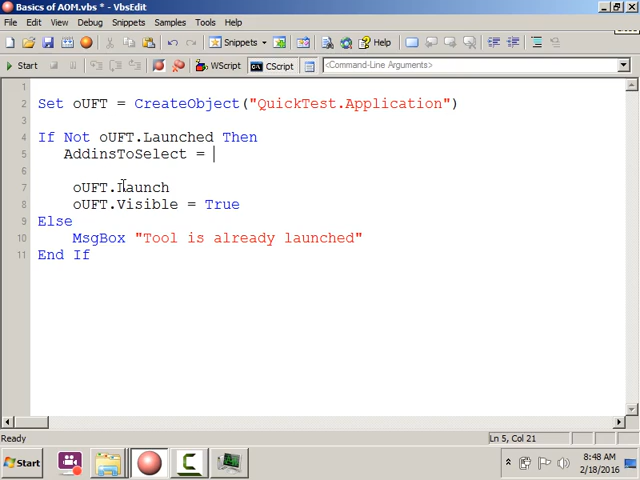 Basics of AOM.vbs * - VbsEdit
File Edit View Debug Snippets Samples Tools Help
Snippets Help
Start WScript CScript <Command-Line Arguments>
1
2 Set oUFT = CreateObject("QuickTest.Application")
3
4 If Not oUFT.Launched Then
5 AddinsToSelect =
6
7 oUFT.Launch
8 oUFT.Visible = True
9 Else
10 MsgBox "Tool is already launched"
11 End If
Ready Ln 5, Col 21
Start 8:48 AM
2/18/2016